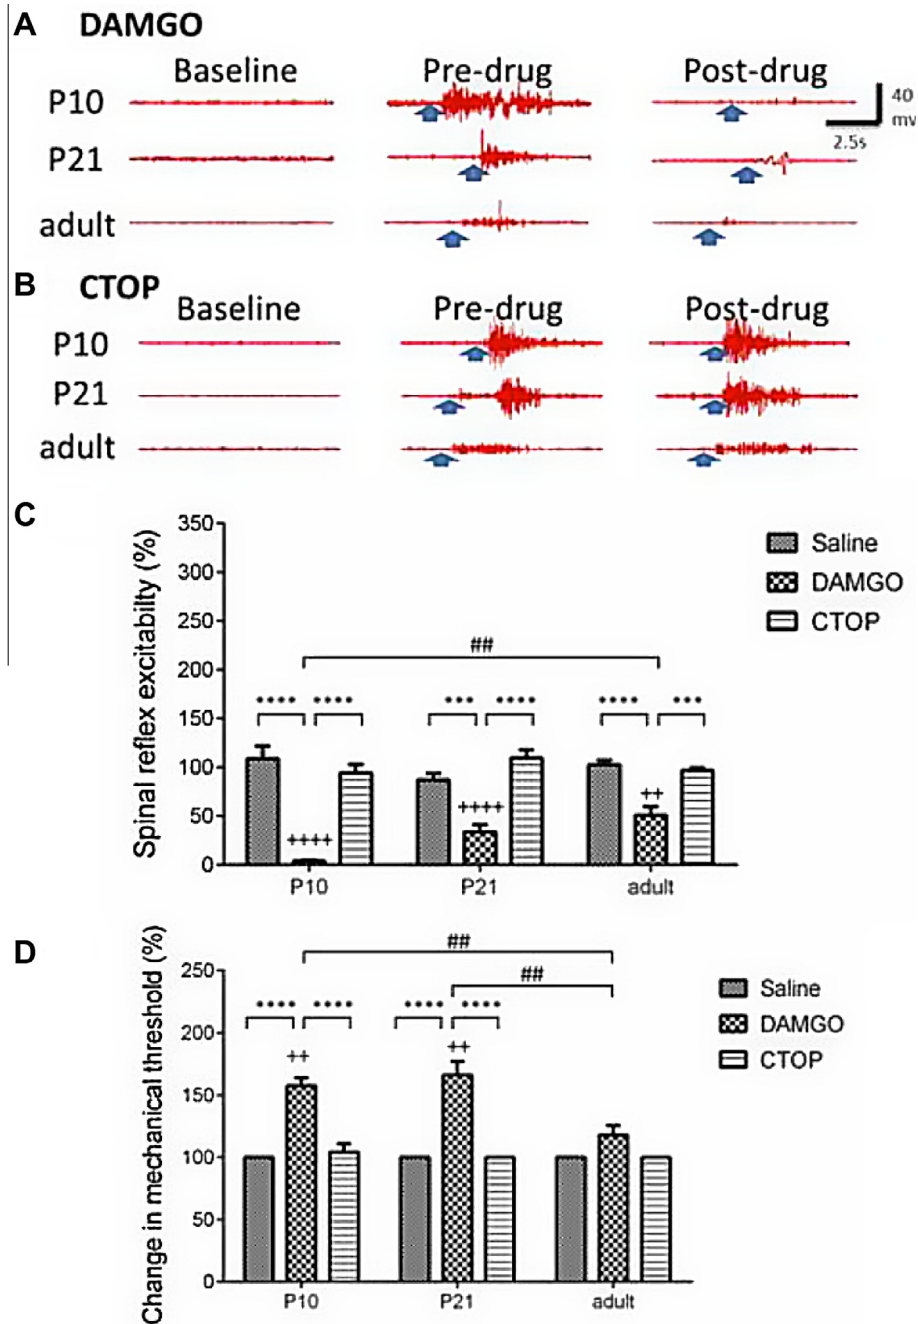 A DAMGO
Baseline Pre-drug Post-drug
P10
40
mv
2.5s
P21
adult
B CTOP
Baseline Pre-drug Post-drug
P10
P21
adult
C
Spinal reflex excitabilty (%)
350
300
250
200
150
100
50
0
Saline
DAMGO
CTOP
##
**** **** *** **** **** ***
++++ ++++ ++
P10 P21 adult
D
Change in mechanical threshold (%)
250
200
150
100
50
0
##
##
Saline
DAMGO
CTOP
**** **** **** ****
++ ++
P10 P21 adult